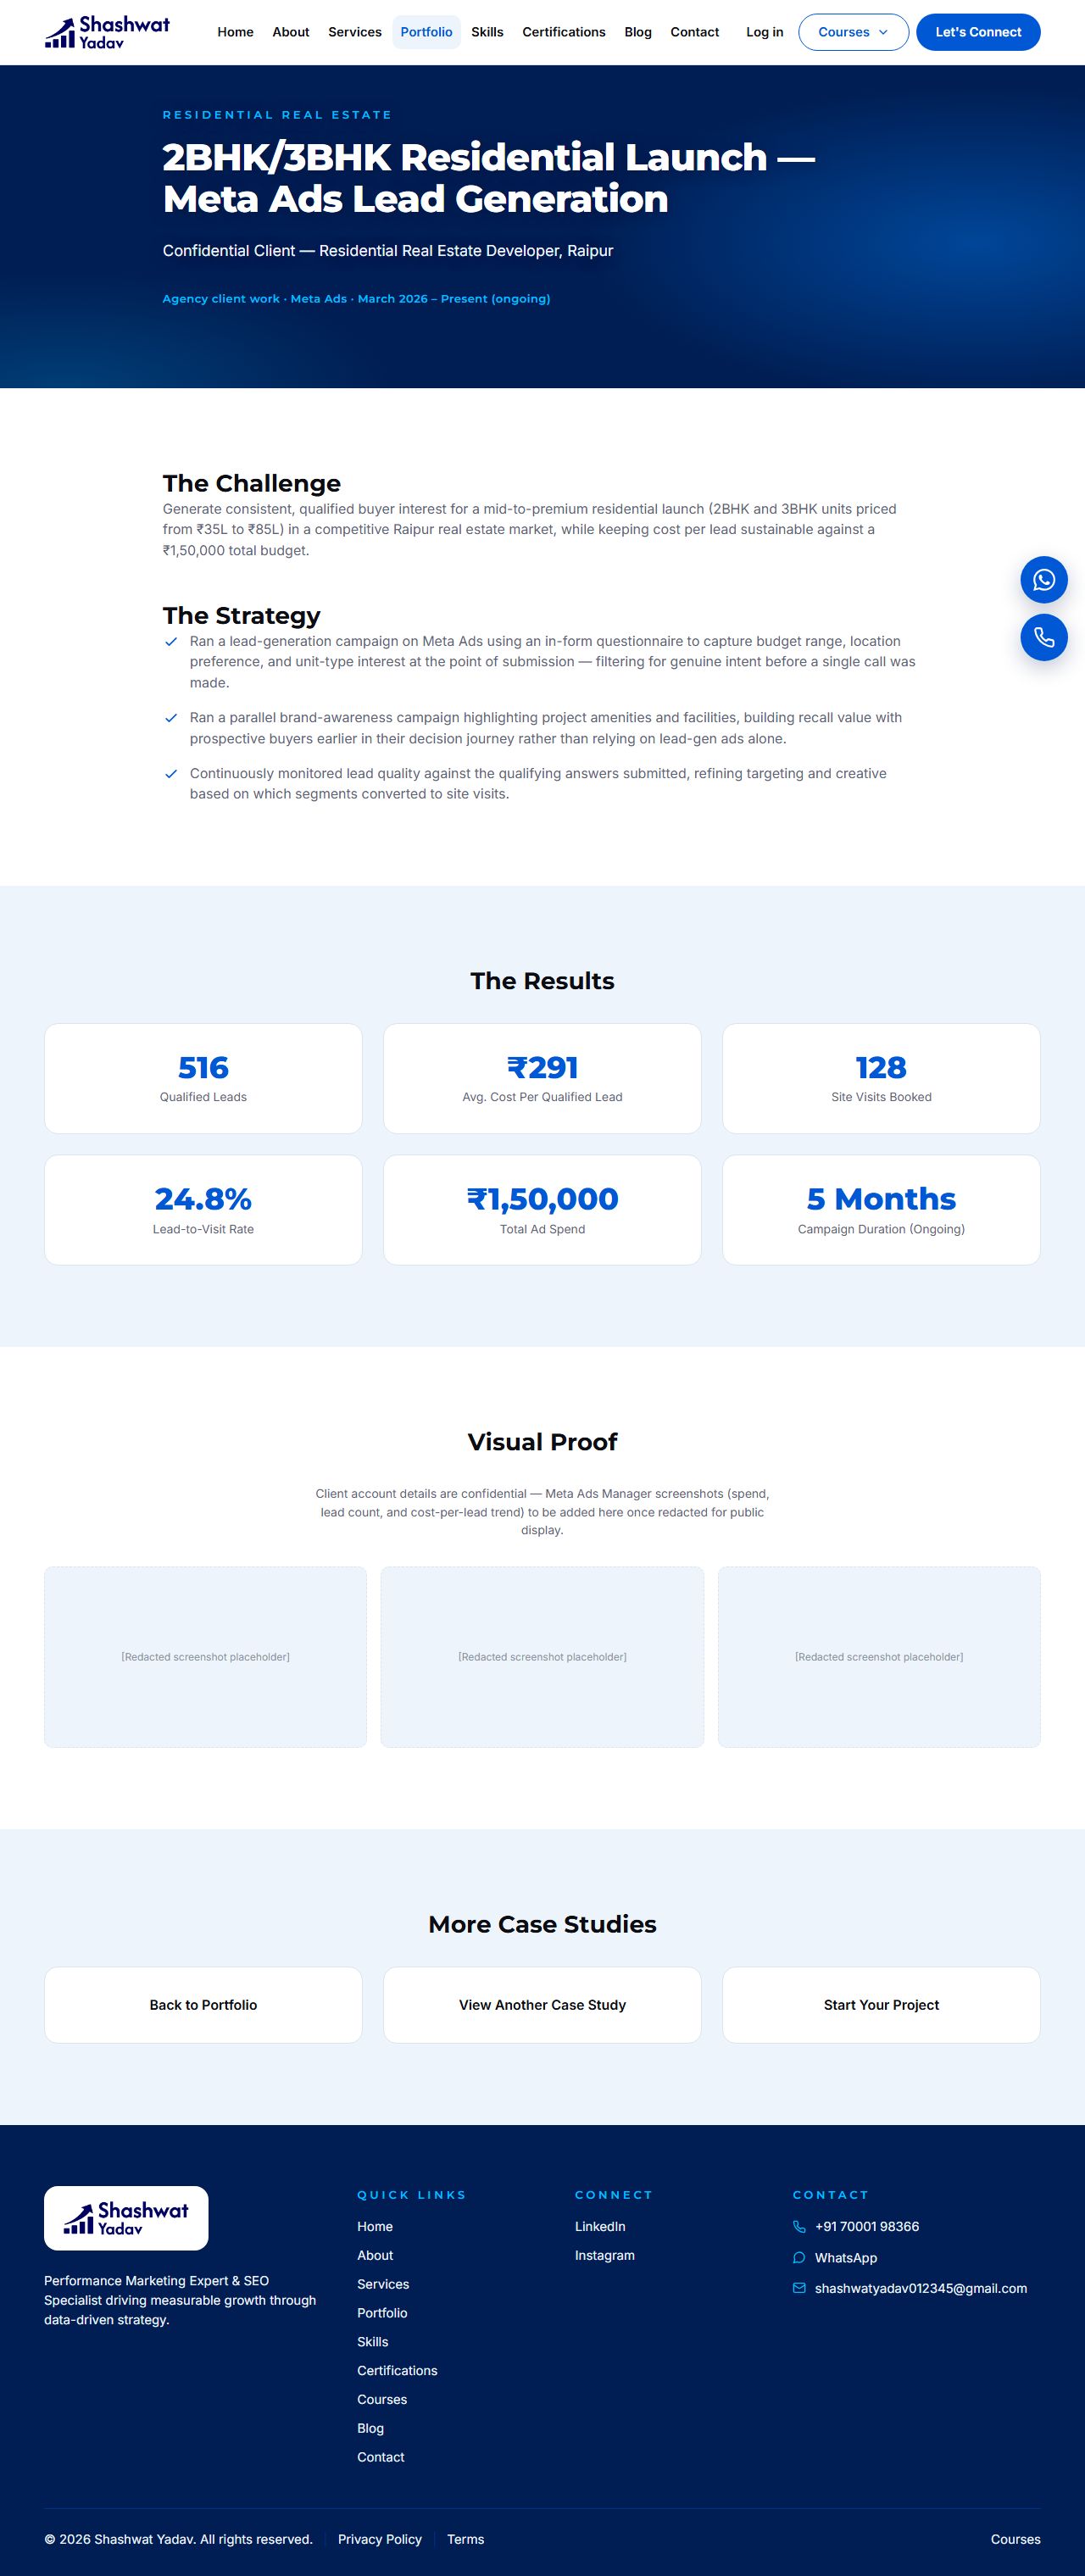 Shashwat
Yadav
Home
About
Services
Portfolio
Skills
Certifications
Blog
Contact
Log in
Courses
Let's Connect
RESIDENTIAL REAL ESTATE
2BHK/3BHK Residential Launch —
Meta Ads Lead Generation
Confidential Client — Residential Real Estate Developer, Raipur
Agency client work · Meta Ads · March 2026 – Present (ongoing)
The Challenge
Generate consistent, qualified buyer interest for a mid-to-premium residential launch (2BHK and 3BHK units priced
from ₹35L to ₹85L) in a competitive Raipur real estate market, while keeping cost per lead sustainable against a
₹1,50,000 total budget.
The Strategy
Ran a lead-generation campaign on Meta Ads using an in-form questionnaire to capture budget range, location
preference, and unit-type interest at the point of submission — filtering for genuine intent before a single call was
made.
Ran a parallel brand-awareness campaign highlighting project amenities and facilities, building recall value with
prospective buyers earlier in their decision journey rather than relying on lead-gen ads alone.
Continuously monitored lead quality against the qualifying answers submitted, refining targeting and creative
based on which segments converted to site visits.
The Results
516
Qualified Leads
₹291
Avg. Cost Per Qualified Lead
128
Site Visits Booked
24.8%
Lead-to-Visit Rate
₹1,50,000
Total Ad Spend
5 Months
Campaign Duration (Ongoing)
Visual Proof
Client account details are confidential — Meta Ads Manager screenshots (spend,
lead count, and cost-per-lead trend) to be added here once redacted for public
display.
[Redacted screenshot placeholder]
[Redacted screenshot placeholder]
[Redacted screenshot placeholder]
More Case Studies
Back to Portfolio
View Another Case Study
Start Your Project
Shashwat
Yadav
Performance Marketing Expert & SEO
Specialist driving measurable growth through
data-driven strategy.
QUICK LINKS
Home
About
Services
Portfolio
Skills
Certifications
Courses
Blog
Contact
CONNECT
LinkedIn
Instagram
CONTACT
+91 70001 98366
WhatsApp
shashwatyadav012345@gmail.com
© 2026 Shashwat Yadav. All rights reserved.
Privacy Policy
Terms
Courses